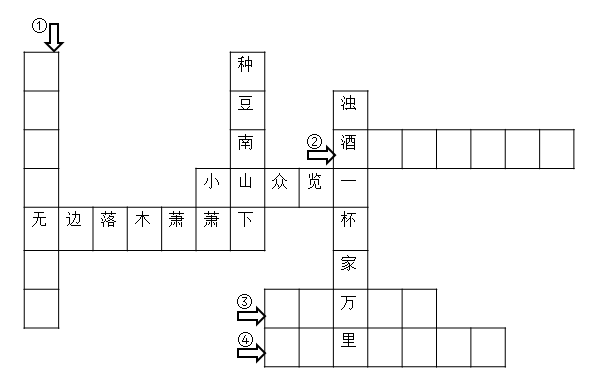 ①
种
豆
浊
南
② 酒
小山众览一
无边落木萧萧下
杯
家
③ 万
④ 里